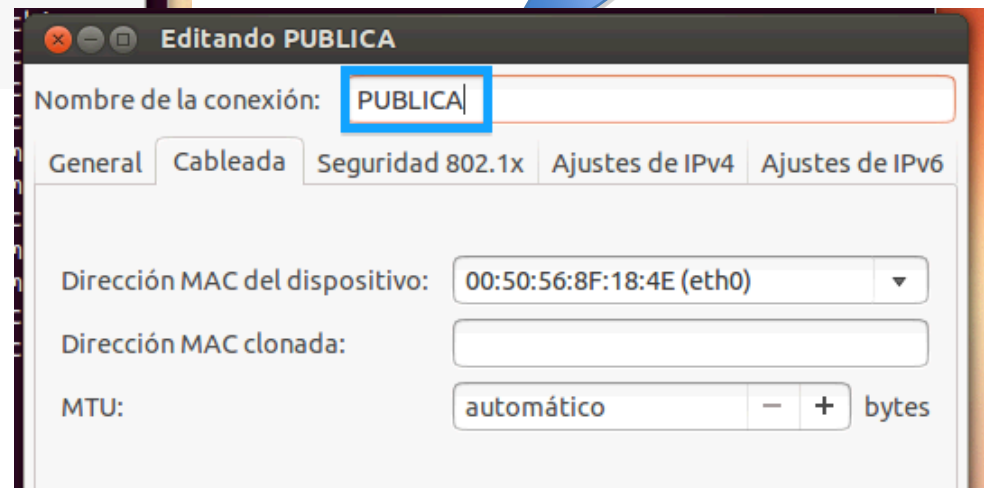 Editando PUBLICA
Nombre de la conexión: PUBLICA
General Cableada Seguridad 802.1x Ajustes de IPv4 Ajustes de IPv6
Dirección MAC del dispositivo: 00:50:56:8F:18:4E (eth0)
Dirección MAC clonada:
MTU: automático − + bytes